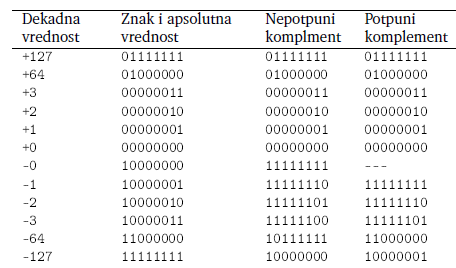 Dekadna Znak i apsolutna Nepotpuni Potpuni
vrednost vrednost komplment komplement
+127 01111111 01111111 01111111
+64 01000000 01000000 01000000
+3 00000011 00000011 00000011
+2 00000010 00000010 00000010
+1 00000001 00000001 00000001
+0 00000000 00000000 00000000
-0 10000000 11111111 ---
-1 10000001 11111110 11111111
-2 10000010 11111101 11111110
-3 10000011 11111100 11111101
-64 11000000 10111111 11000000
-127 11111111 10000000 10000001